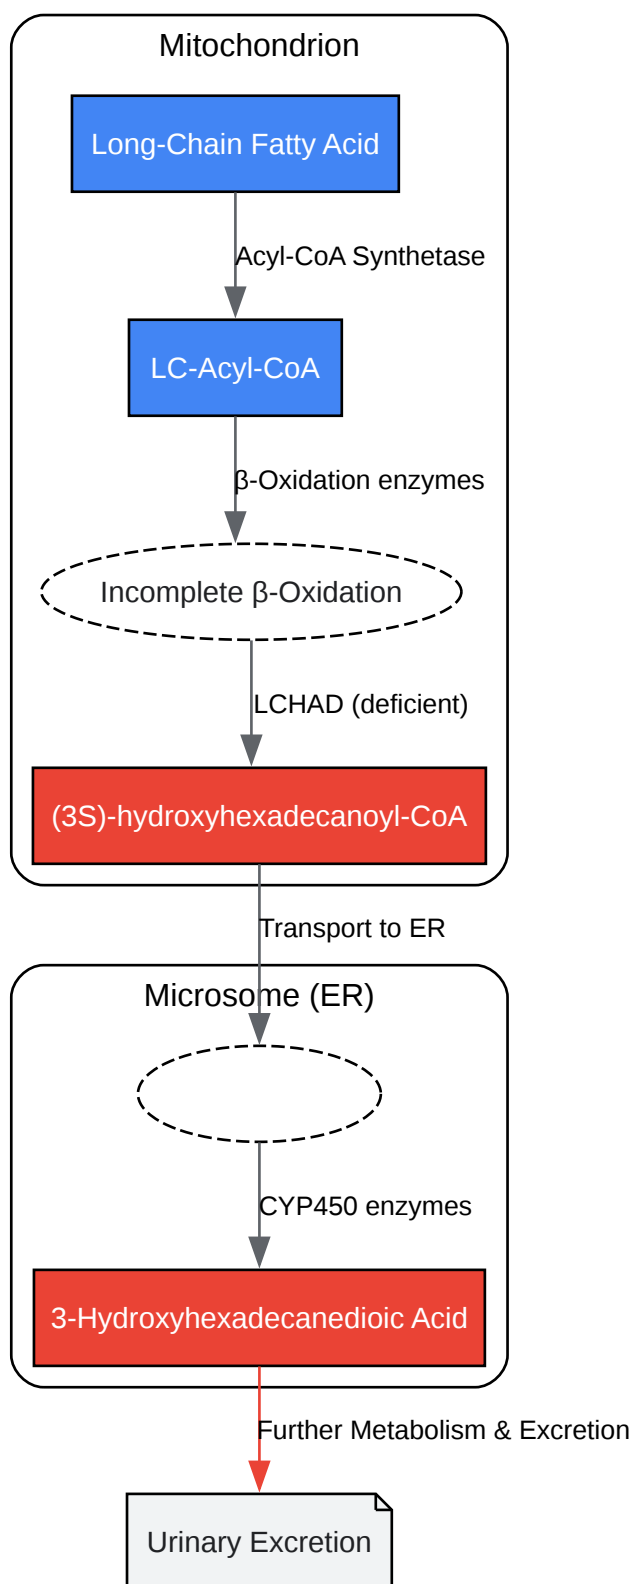 Mitochondrion
Long-Chain Fatty Acid
Acyl-CoA Synthetase
LC-Acyl-CoA
β-Oxidation enzymes
Incomplete β-Oxidation
LCHAD (deficient)
(3S)-hydroxyhexadecanoyl-CoA
Transport to ER
Microsome (ER)
CYP450 enzymes
3-Hydroxyhexadecanedioic Acid
Further Metabolism & Excretion
Urinary Excretion